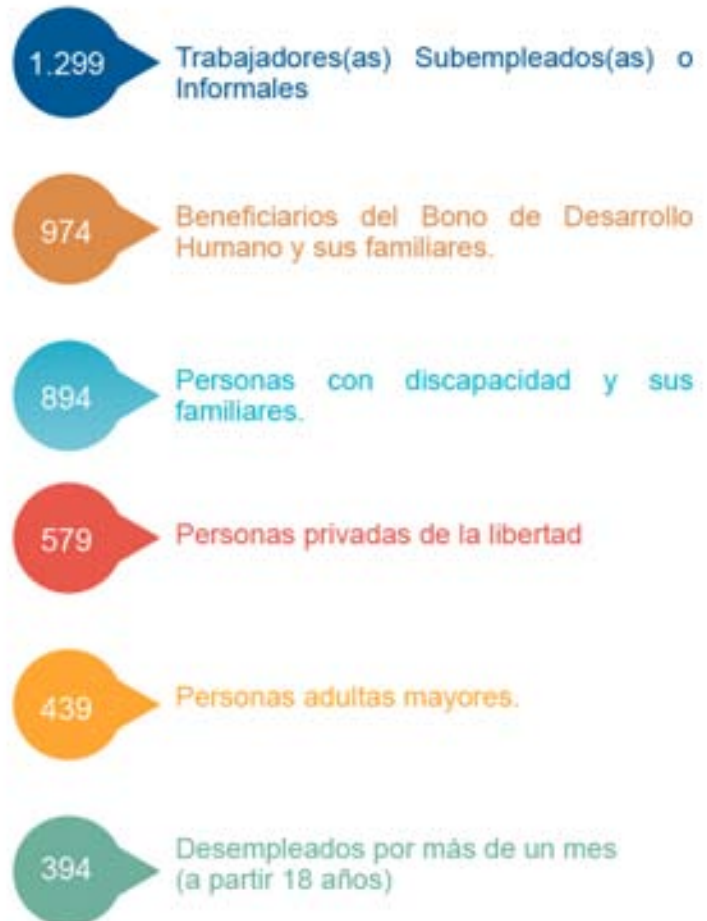 1.299
Trabajadores(as) Subempleados(as) o
Informales
974
Beneficiarios del Bono de Desarrollo
Humano y sus familiares.
894
Personas con discapacidad y sus
familiares.
579
Personas privadas de la libertad
439
Personas adultas mayores.
394
Desempleados por más de un mes
(a partir 18 años)